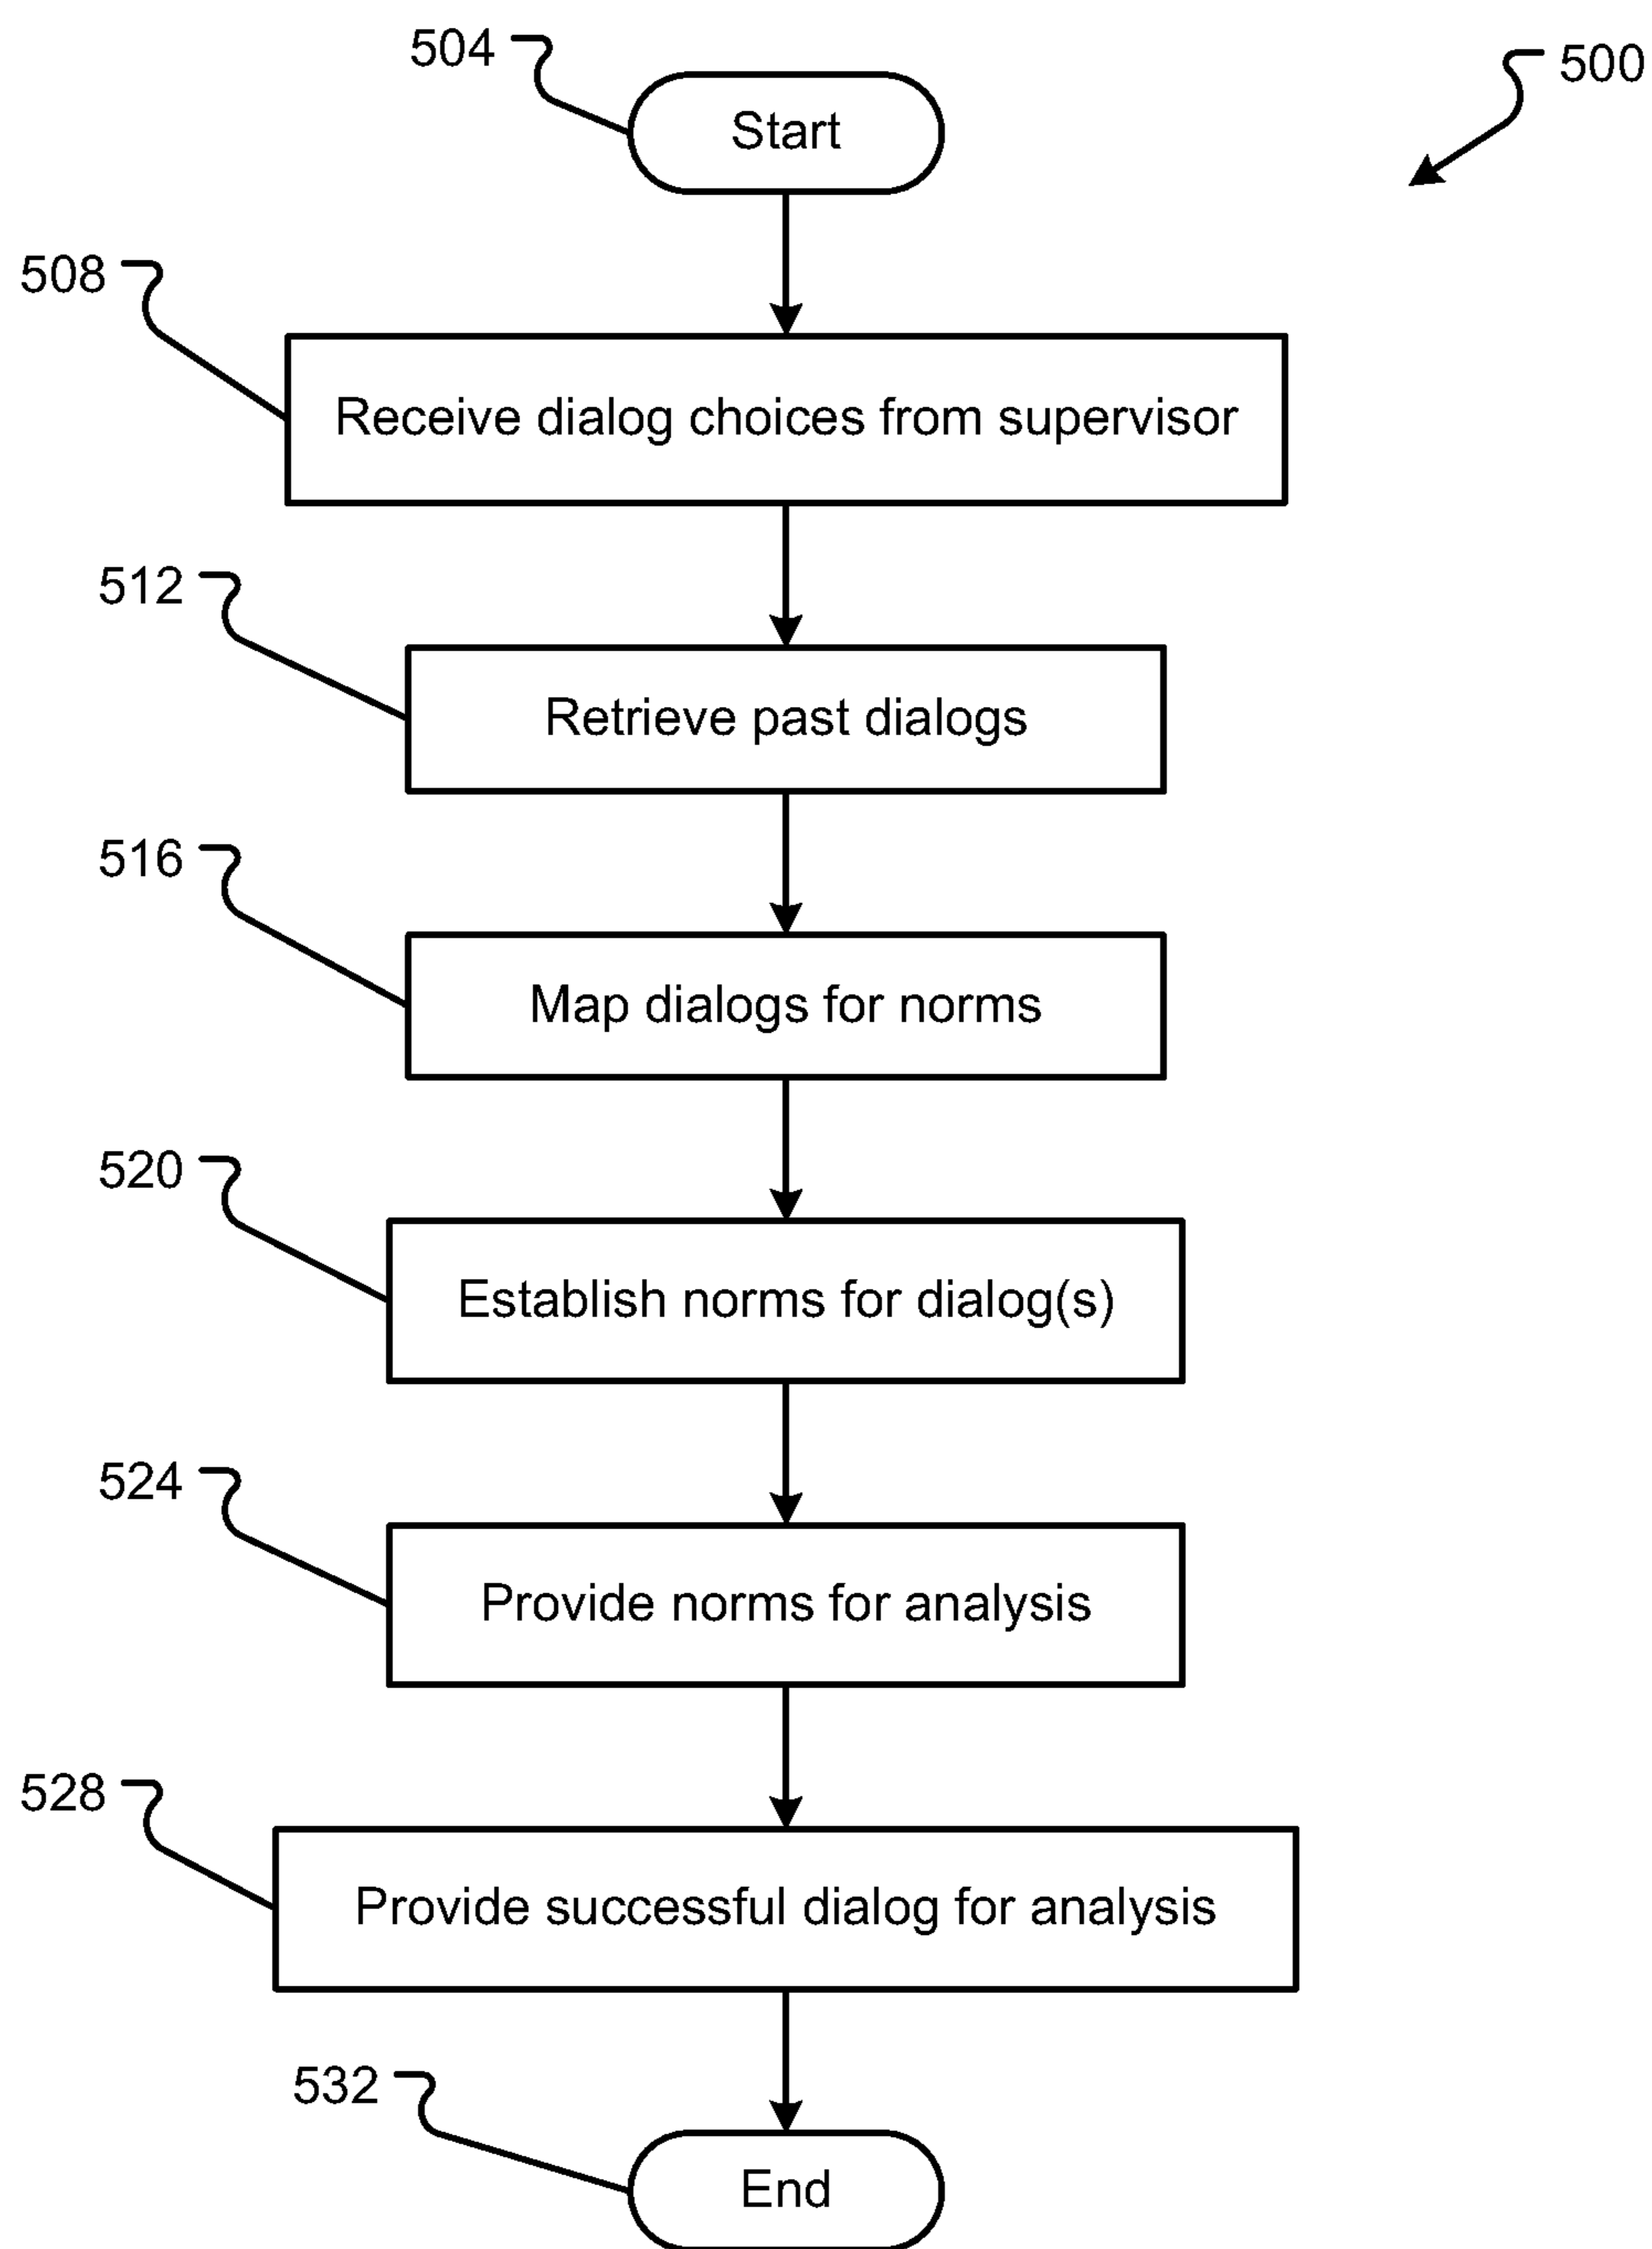 504
Start
500
508
Receive dialog choices from supervisor
512
Retrieve past dialogs
516
Map dialogs for norms
520
Establish norms for dialog(s)
524
Provide norms for analysis
528
Provide successful dialog for analysis
532
End